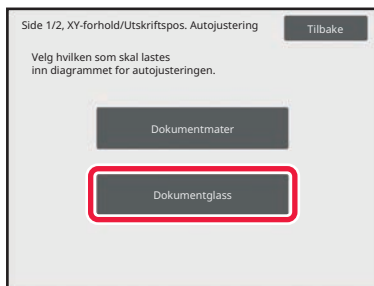 Side 1/2, XY-forhold/Utskriftspos. Autojustering
Tilbake
Velg hvilken som skal lastes
inn diagrammet for autojusteringen.
Dokumentmater
Dokumentglass